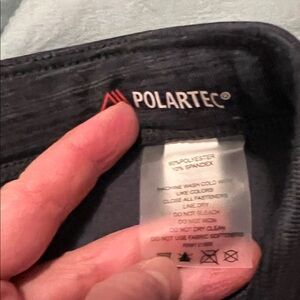 POLARTEC®
90% POLYESTER
10% SPANDEX
MACHINE WASH COLD WITH
LIKE COLORS
CLOSE ALL FASTENERS
LINE DRY
DO NOT BLEACH
DO NOT IRON
DO NOT DRY CLEAN
DO NOT USE FABRIC SOFTENERS